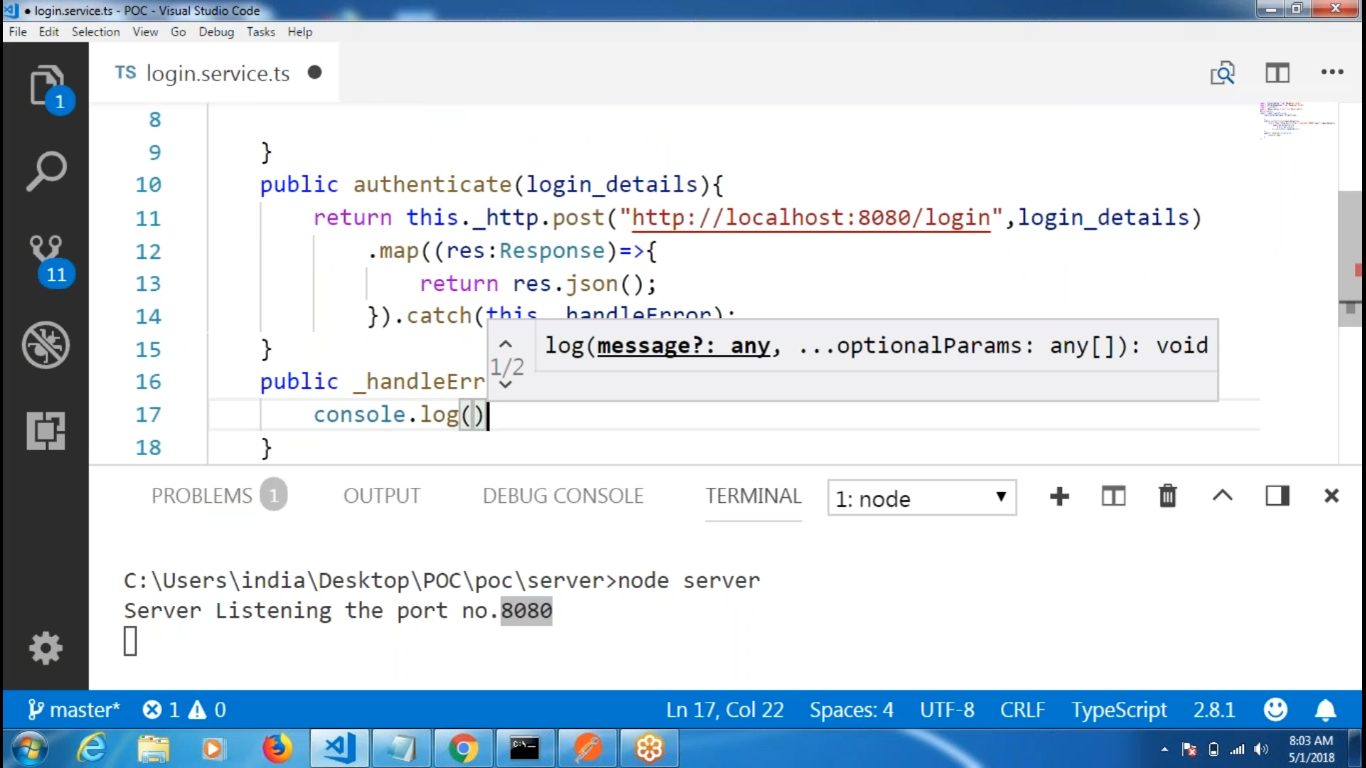 login.service.ts - POC - Visual Studio Code
File Edit Selection View Go Debug Tasks Help
1
TS login.service.ts
8
9 }
10 public authenticate(login_details){
11 return this._http.post("http://localhost:8080/login",login_details)
12 .map((res:Response)=>{
13 return res.json();
14 }).catch(this._handleError);
15 }
16 public _handleErr
17 console.log()
18 }
log(message?: any, ...optionalParams: any[]): void
1/2
11
PROBLEMS 1 OUTPUT DEBUG CONSOLE TERMINAL 1: node
C:\Users\india\Desktop\POC\poc\server>node server
Server Listening the port no.8080
master* 1 0 Ln 17, Col 22 Spaces: 4 UTF-8 CRLF TypeScript 2.8.1
8:03 AM
5/1/2018